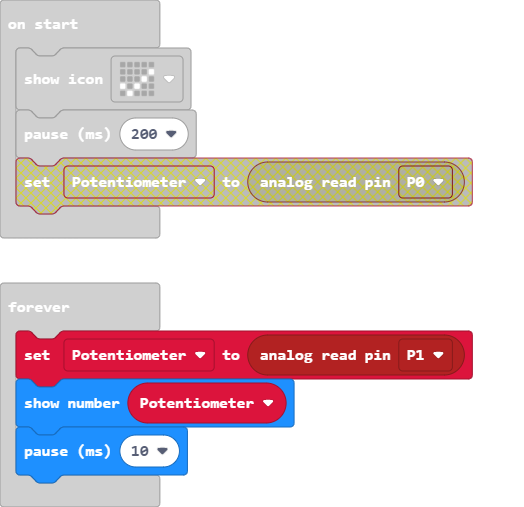 on start
show icon
pause (ms) 200
set Potentiometer to analog read pin P0
forever
set Potentiometer to analog read pin P1
show number Potentiometer
pause (ms) 10